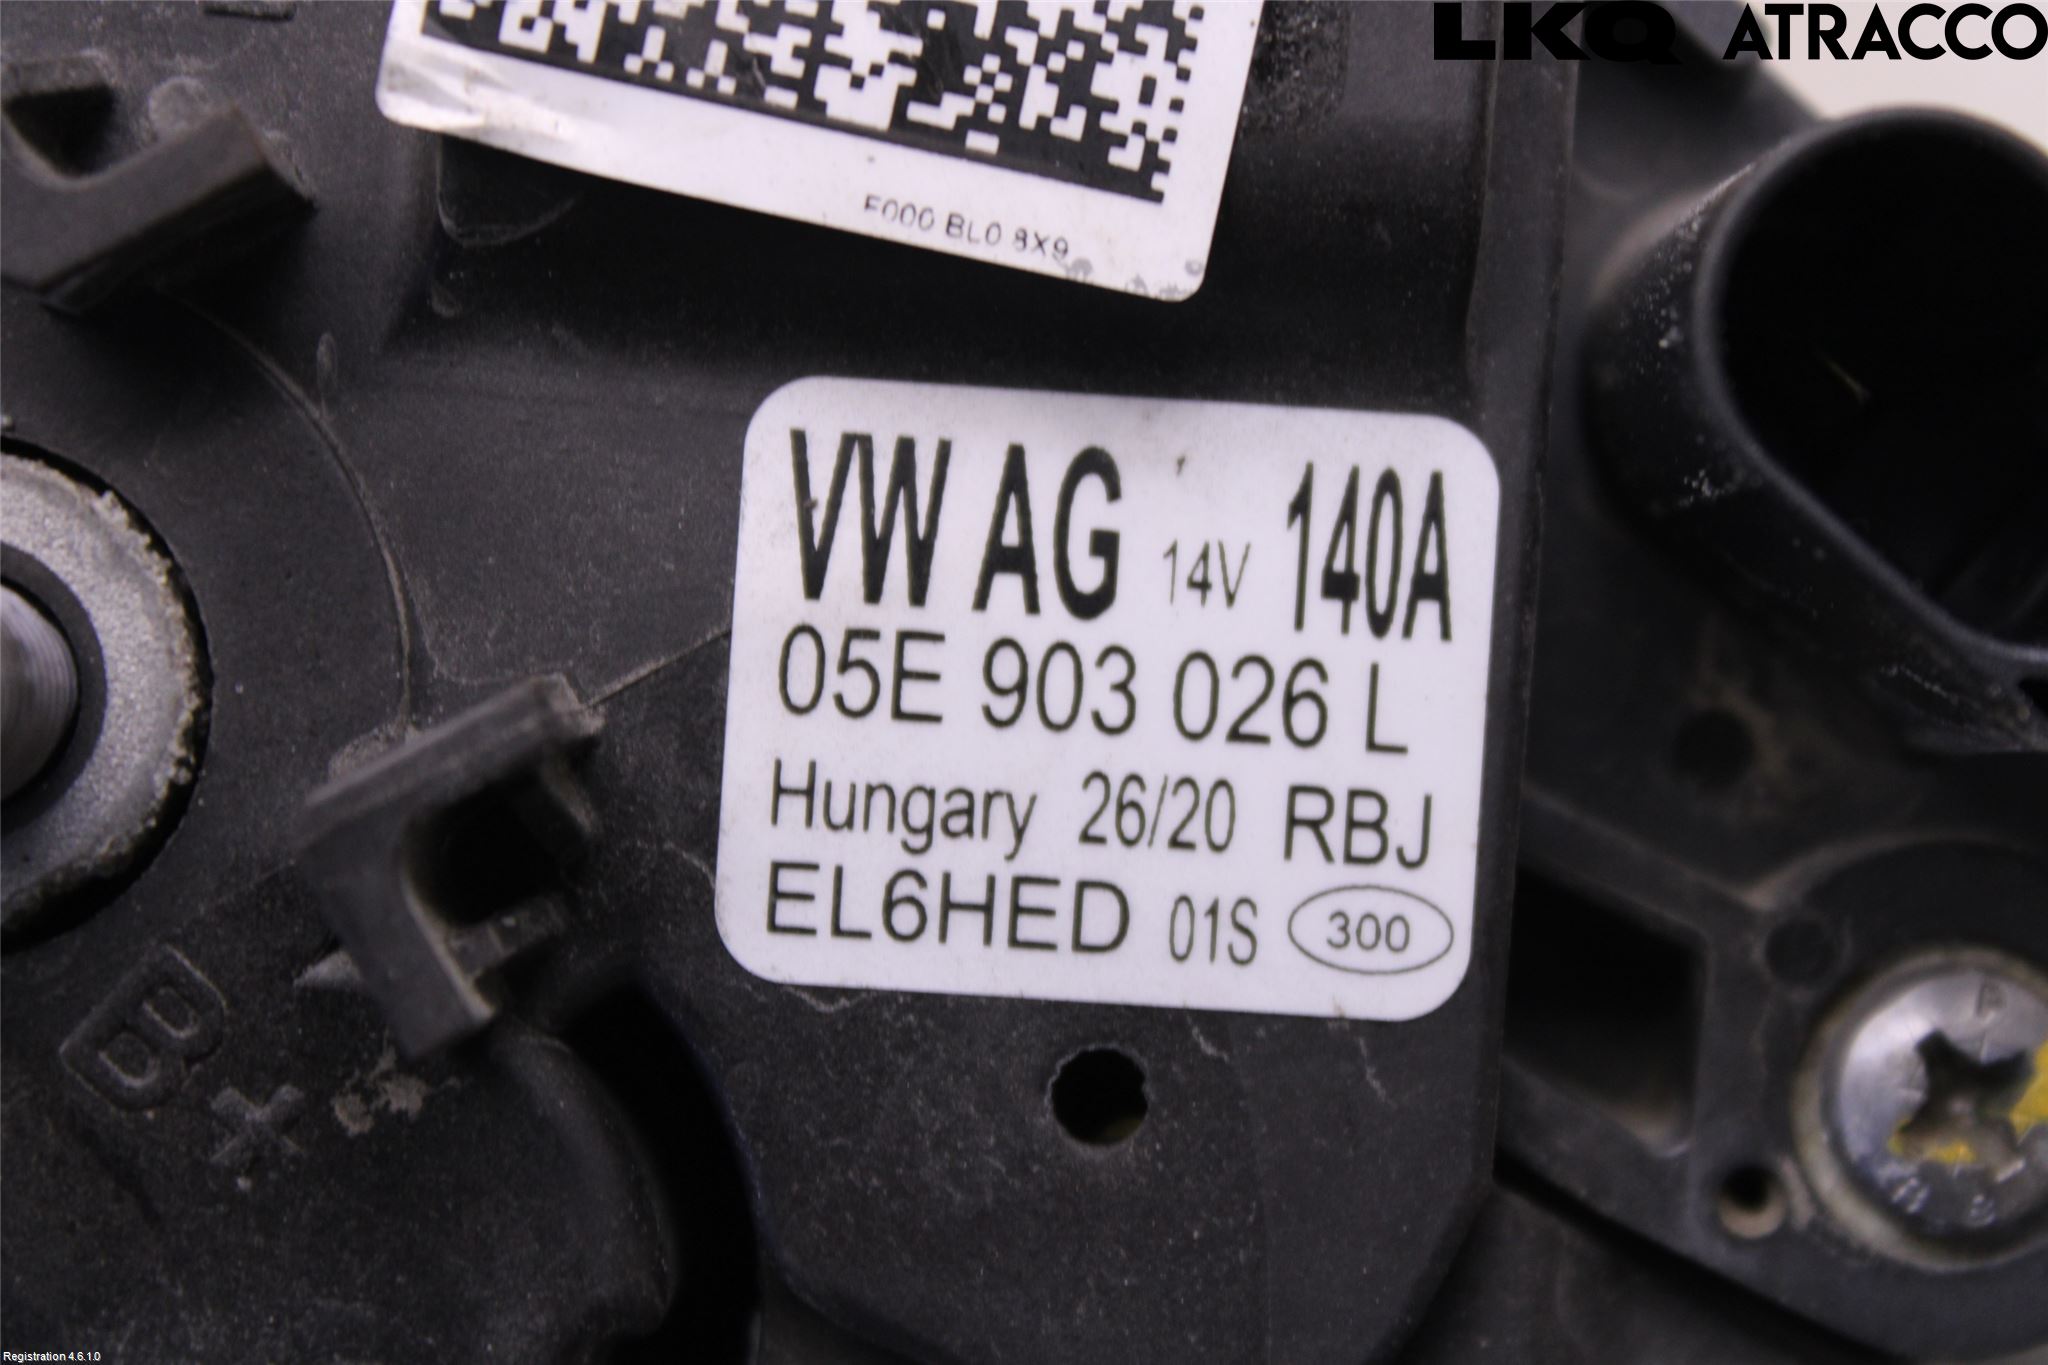 LKQ ATRACCO
F000 BL0 8X9
VW AG 14V 140A
05E 903 026 L
Hungary 26/20 RBJ
EL6HED 01S 300
B+
Registration 4.6.1.0